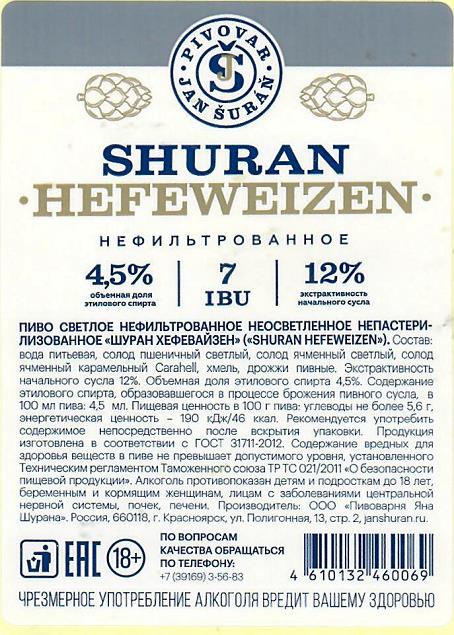 PIVOVAR
JAN ŠURAŇ
JŠ
SHURAN
·HEFEWEIZEN·
НЕФИЛЬТРОВАННОЕ
4,5% 7 12%
объемная доля IBU экстрактивность
этилового спирта начального сусла
ПИВО СВЕТЛОЕ НЕФИЛЬТРОВАННОЕ НЕОСВЕТЛЕННОЕ НЕПАСТЕРИ-
ЛИЗОВАННОЕ «ШУРАН ХЕФЕВАЙЗЕН» («SHURAN HEFEWEIZEN»). Состав:
вода питьевая, солод пшеничный светлый, солод ячменный светлый, солод
ячменный карамельный Carahell, хмель, дрожжи пивные. Экстрактивность
начального сусла 12%. Объемная доля этилового спирта 4,5%. Содержание
этилового спирта, образовавшегося в процессе брожения пивного сусла, в
100 мл пива: 4,5 мл. Пищевая ценность в 100 г пива: углеводы не более 5,6 г,
энергетическая ценность – 190 кДж/46 ккал. Рекомендуется употребить
содержимое непосредственно после вскрытия упаковки. Продукция
изготовлена в соответствии с ГОСТ 31711-2012. Содержание вредных для
здоровья веществ в пиве не превышает допустимого уровня, установленного
Техническим регламентом Таможенного союза ТР ТС 021/2011 «О безопасности
пищевой продукции». Алкоголь противопоказан детям и подросткам до 18 лет,
беременным и кормящим женщинам, лицам с заболеваниями центральной
нервной системы, почек, печени. Производитель: ООО «Пивоварня Яна
Шурана». Россия, 660118, г. Красноярск, ул. Полигонная, 13, стр. 2, janshuran.ru.
EAC 18+
ПО ВОПРОСАМ
КАЧЕСТВА ОБРАЩАТЬСЯ
ПО ТЕЛЕФОНУ:
+7 (39169) 3-56-83
4 610132 460069
ЧРЕЗМЕРНОЕ УПОТРЕБЛЕНИЕ АЛКОГОЛЯ ВРЕДИТ ВАШЕМУ ЗДОРОВЬЮ